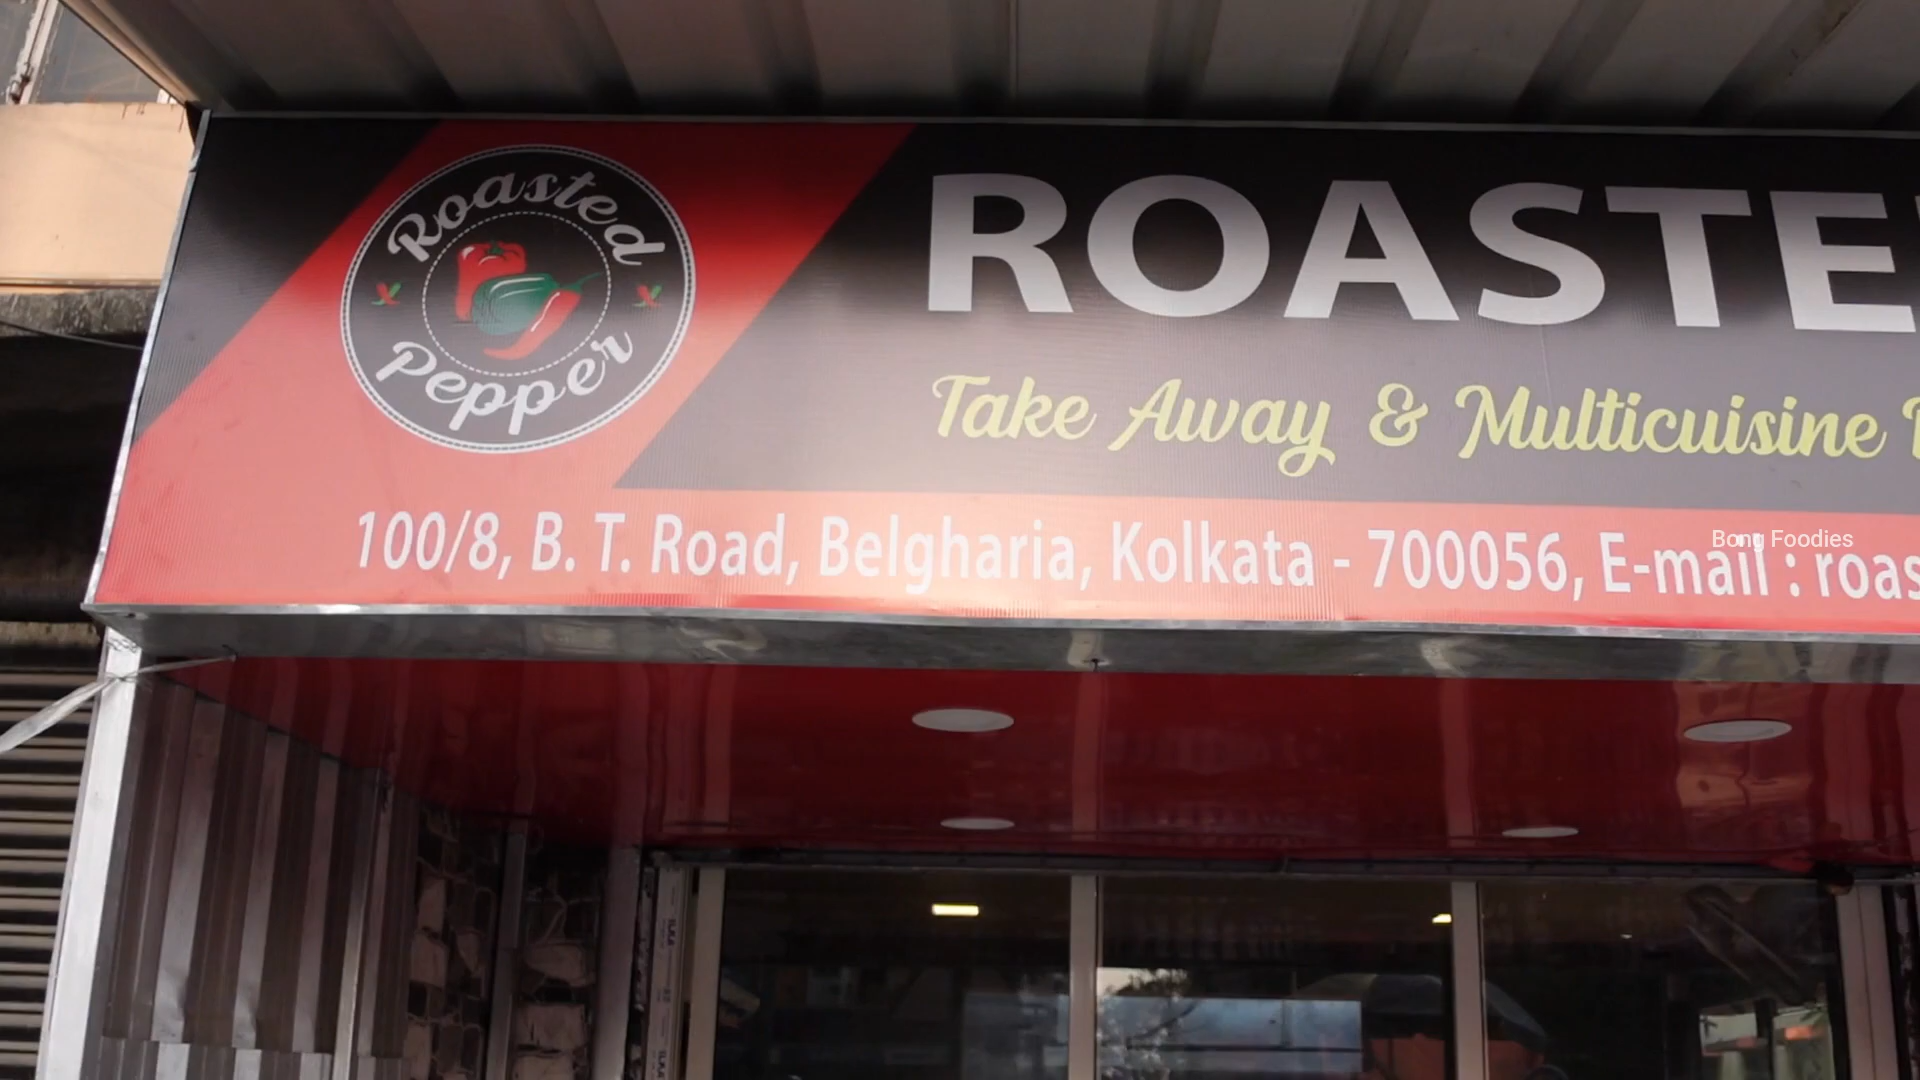 Roasted
Pepper
ROASTE
Take Away & Multicuisine
100/8, B. T. Road, Belgharia, Kolkata - 700056, E-mail : roas
Bong Foodies